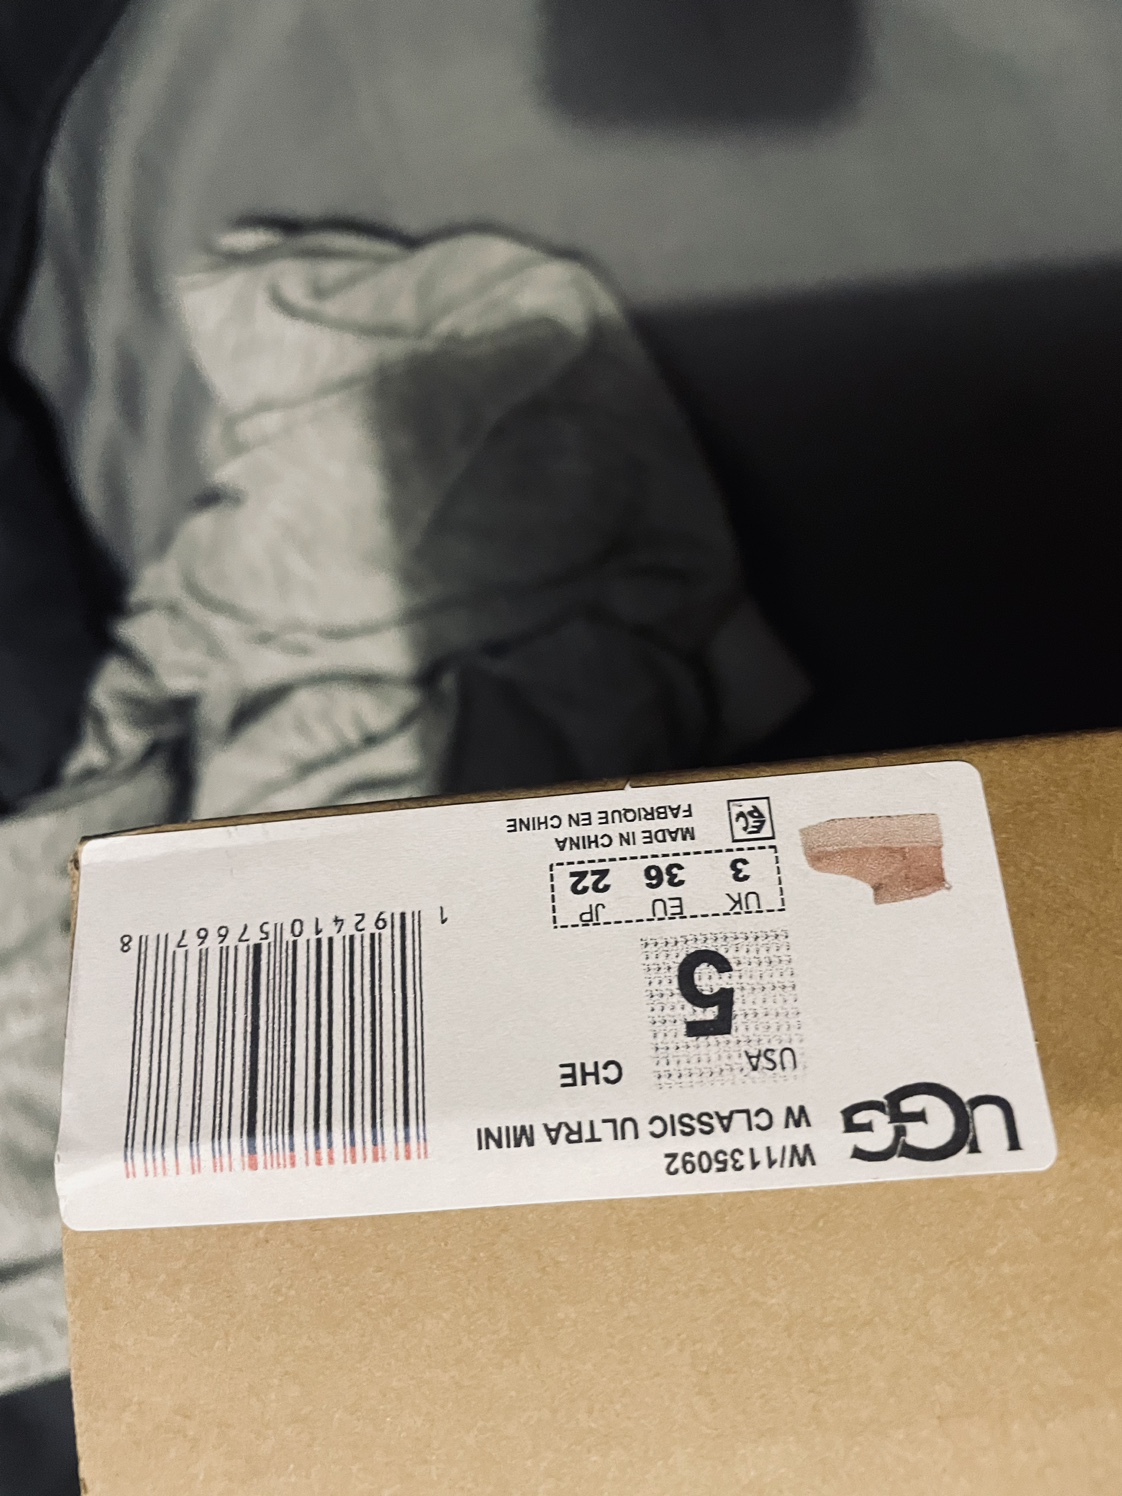 UGG
W/1135092
W CLASSIC ULTRA MINI
USA
5
CHE
UK EU JP
3 36 22
MADE IN CHINA
FABRIQUE EN CHINE
1 92410 57667 8